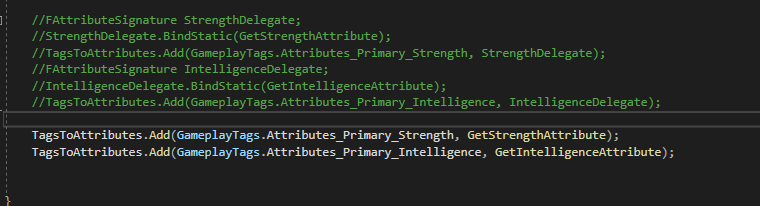 //FAttributeSignature StrengthDelegate;
//StrengthDelegate.BindStatic(GetStrengthAttribute);
//TagsToAttributes.Add(GameplayTags.Attributes_Primary_Strength, StrengthDelegate);
//FAttributeSignature IntelligenceDelegate;
//IntelligenceDelegate.BindStatic(GetIntelligenceAttribute);
//TagsToAttributes.Add(GameplayTags.Attributes_Primary_Intelligence, IntelligenceDelegate);
TagsToAttributes.Add(GameplayTags.Attributes_Primary_Strength, GetStrengthAttribute);
TagsToAttributes.Add(GameplayTags.Attributes_Primary_Intelligence, GetIntelligenceAttribute);
}